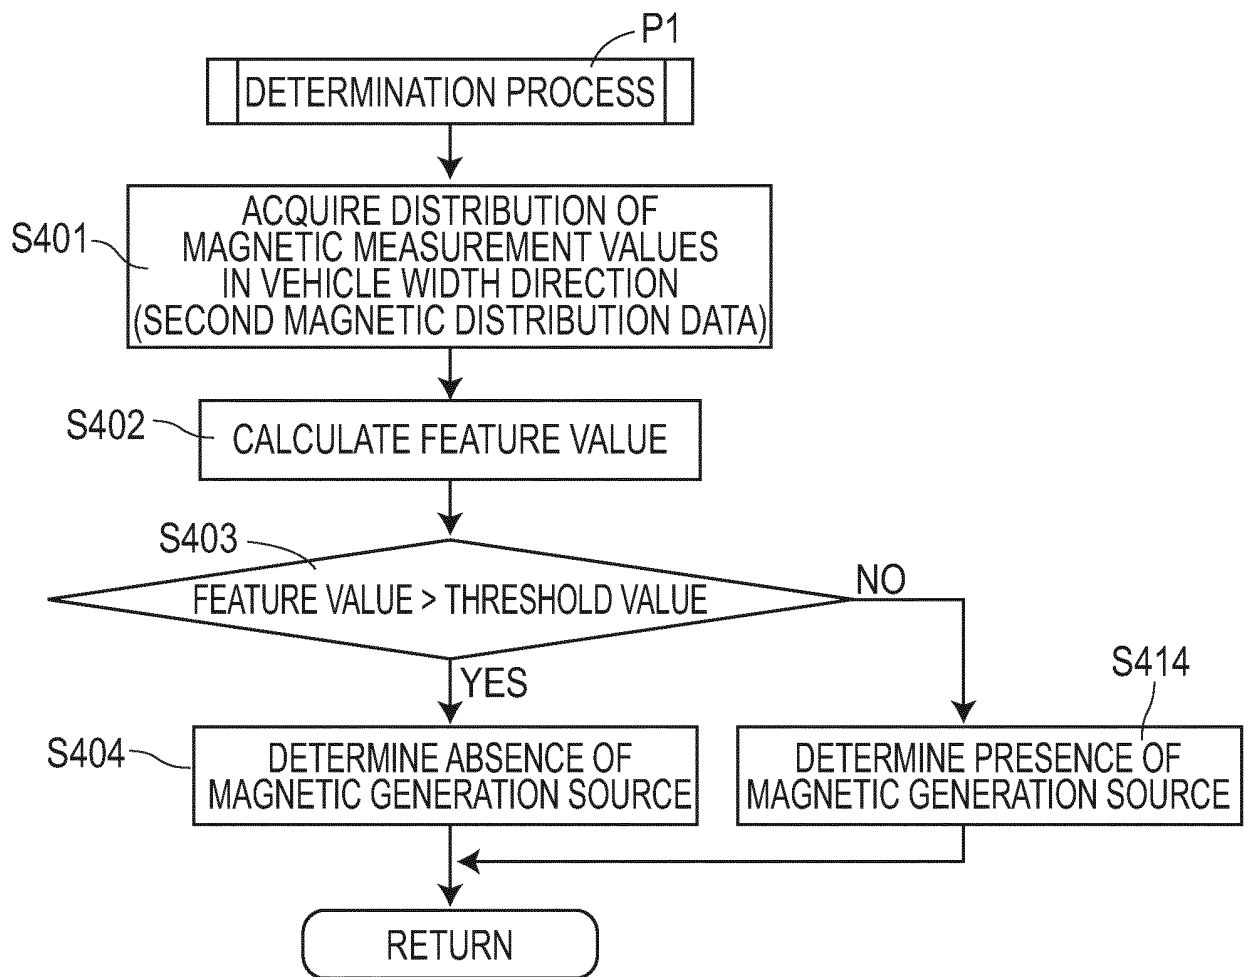 P1
DETERMINATION PROCESS
S401
ACQUIRE DISTRIBUTION OF
MAGNETIC MEASUREMENT VALUES
IN VEHICLE WIDTH DIRECTION
(SECOND MAGNETIC DISTRIBUTION DATA)
S402
CALCULATE FEATURE VALUE
S403
FEATURE VALUE > THRESHOLD VALUE
NO
YES
S404
DETERMINE ABSENCE OF
MAGNETIC GENERATION SOURCE
S414
DETERMINE PRESENCE OF
MAGNETIC GENERATION SOURCE
RETURN